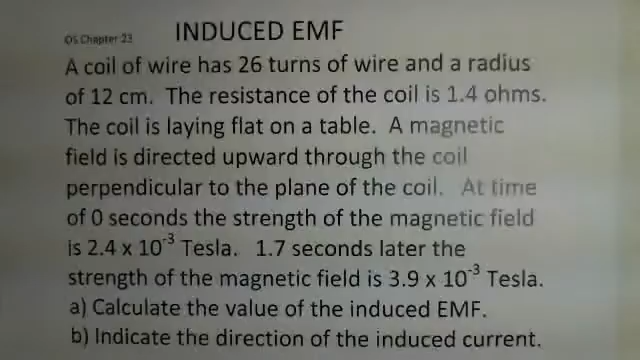 OS Chapter 23
INDUCED EMF
A coil of wire has 26 turns of wire and a radius
of 12 cm. The resistance of the coil is 1.4 ohms.
The coil is laying flat on a table. A magnetic
field is directed upward through the coil
perpendicular to the plane of the coil. At time
of 0 seconds the strength of the magnetic field
is 2.4 x 10⁻³ Tesla. 1.7 seconds later the
strength of the magnetic field is 3.9 x 10⁻³ Tesla.
a) Calculate the value of the induced EMF.
b) Indicate the direction of the induced current.